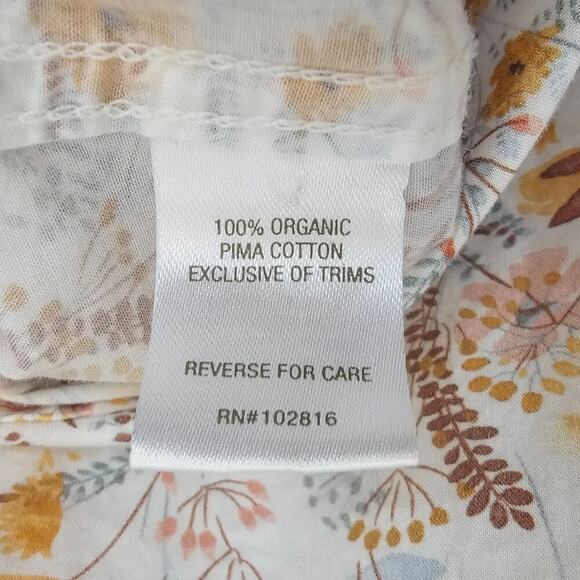 100% ORGANIC
PIMA COTTON
EXCLUSIVE OF TRIMS
REVERSE FOR CARE
RN#102816